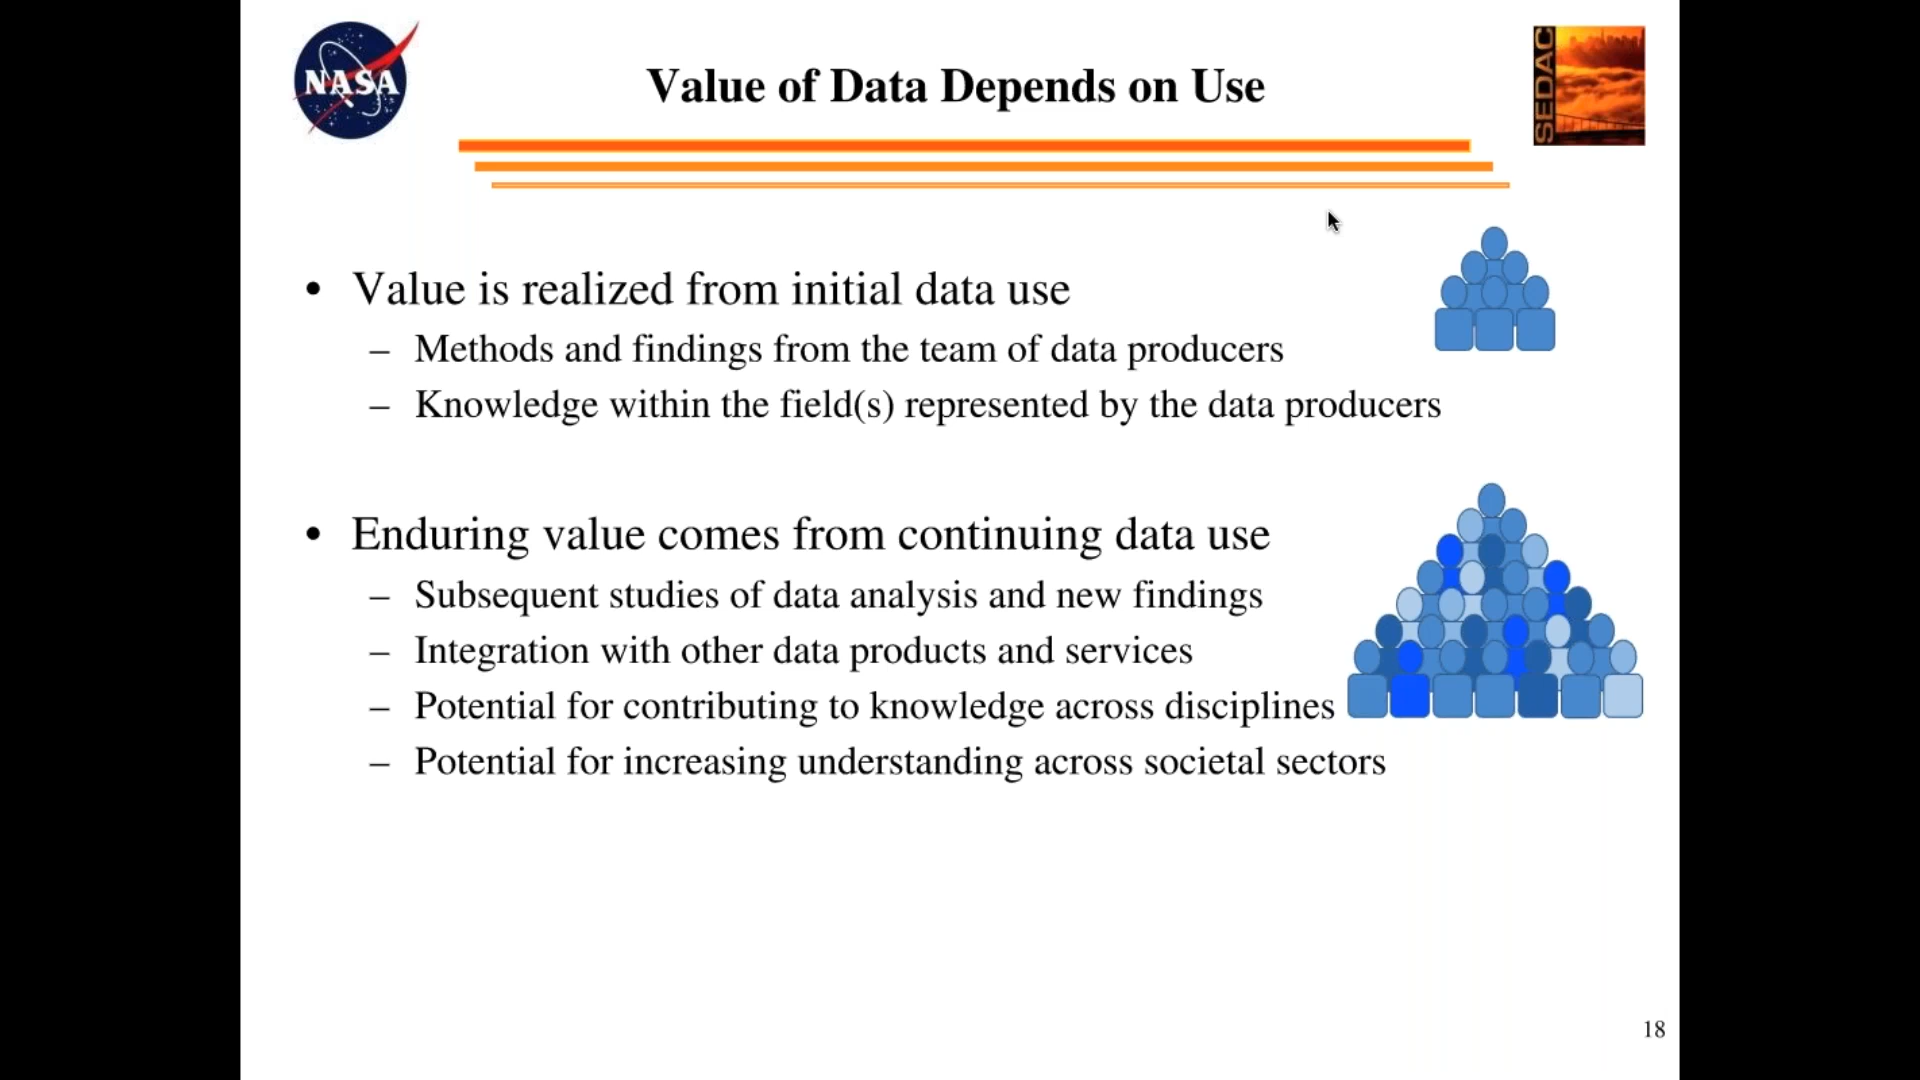 NASA
SEDAC
Value of Data Depends on Use
• Value is realized from initial data use
– Methods and findings from the team of data producers
– Knowledge within the field(s) represented by the data producers
• Enduring value comes from continuing data use
– Subsequent studies of data analysis and new findings
– Integration with other data products and services
– Potential for contributing to knowledge across disciplines
– Potential for increasing understanding across societal sectors
18